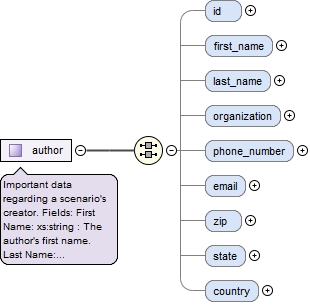 id
first_name
last_name
organization
author
phone_number
Important data
regarding a scenario's
creator. Fields: First
Name: xs:string : The
author's first name.
Last Name:...
email
zip
state
country